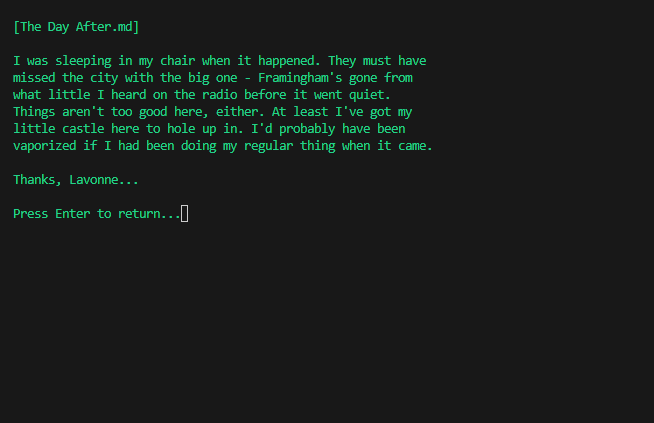 [The Day After.md]
I was sleeping in my chair when it happened. They must have
missed the city with the big one - Framingham's gone from
what little I heard on the radio before it went quiet.
Things aren't too good here, either. At least I've got my
little castle here to hole up in. I'd probably have been
vaporized if I had been doing my regular thing when it came.
Thanks, Lavonne...
Press Enter to return...